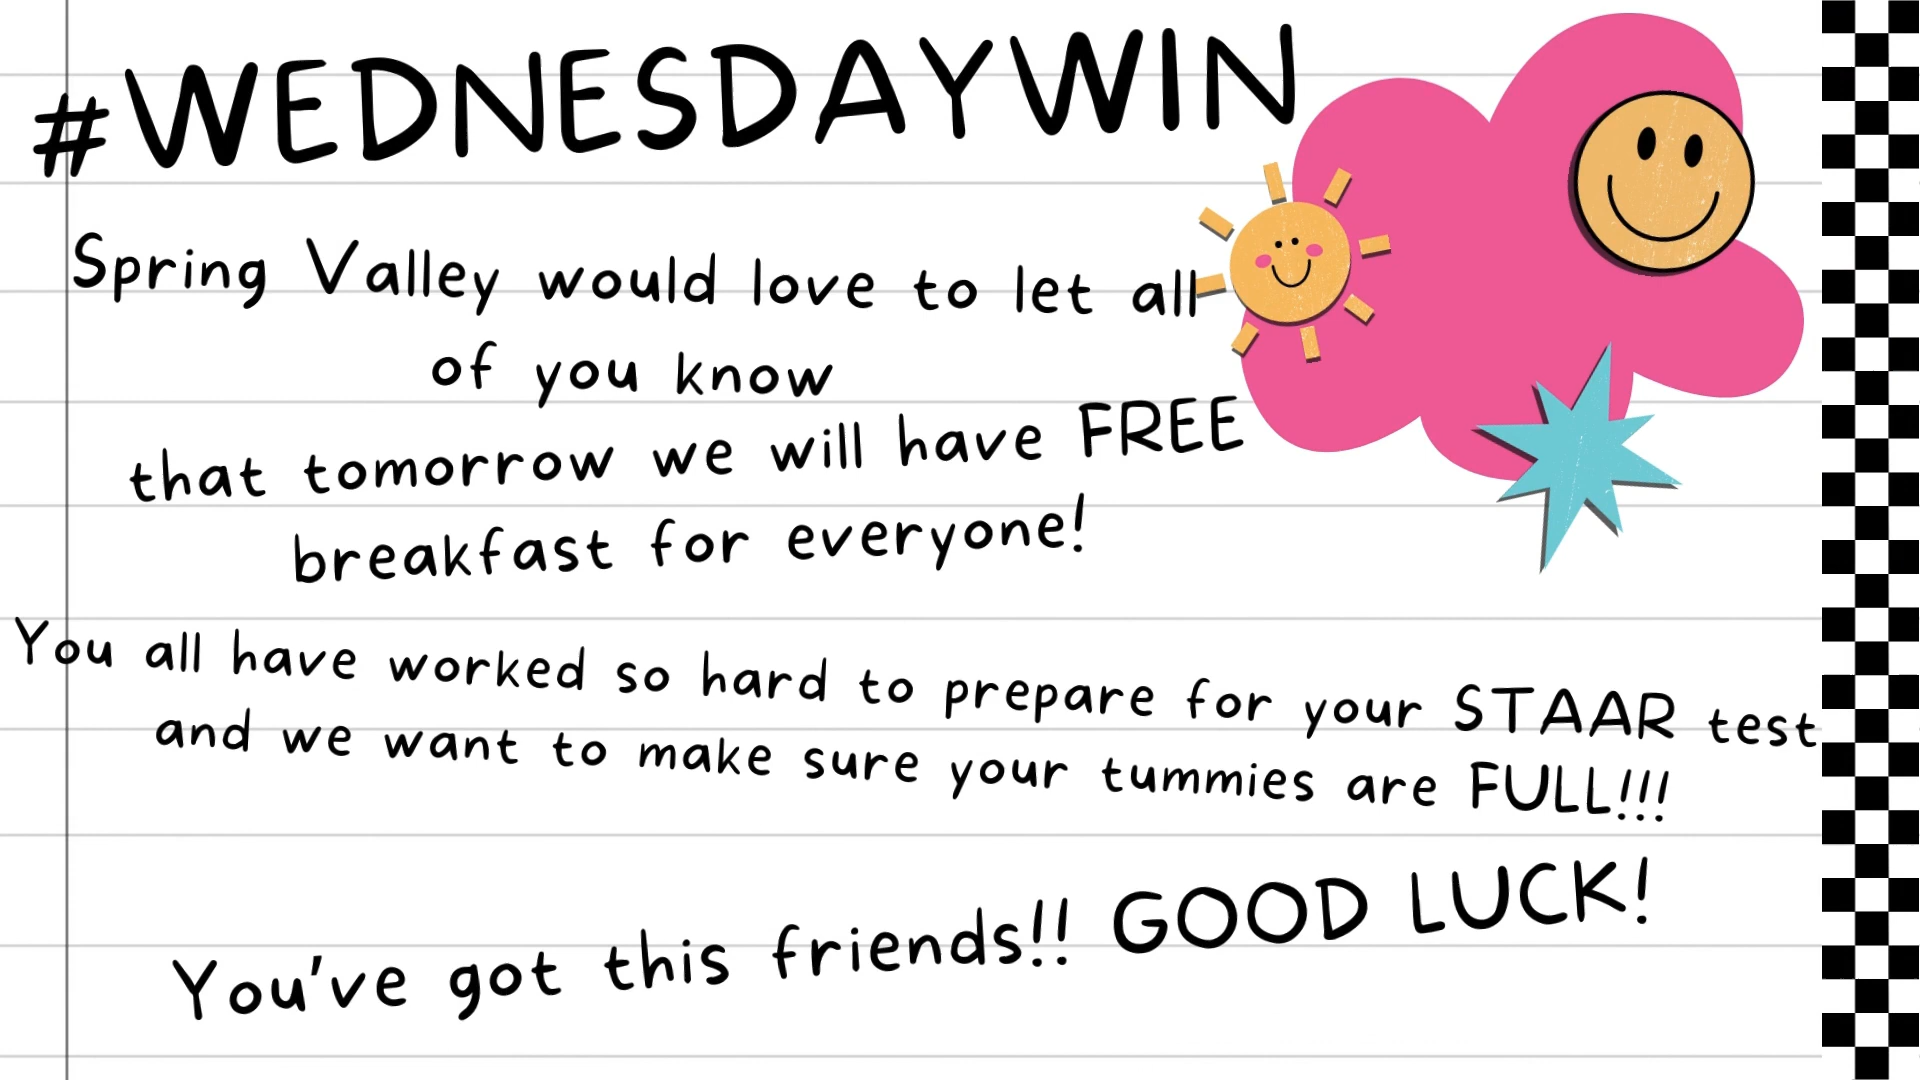 #WEDNESDAYWIN
Spring Valley would love to let all
of you know
that tomorrow we will have FREE
breakfast for everyone!
You all have worked so hard to prepare for your STAAR test
and we want to make sure your tummies are FULL!!!
You've got this friends!! GOOD LUCK!